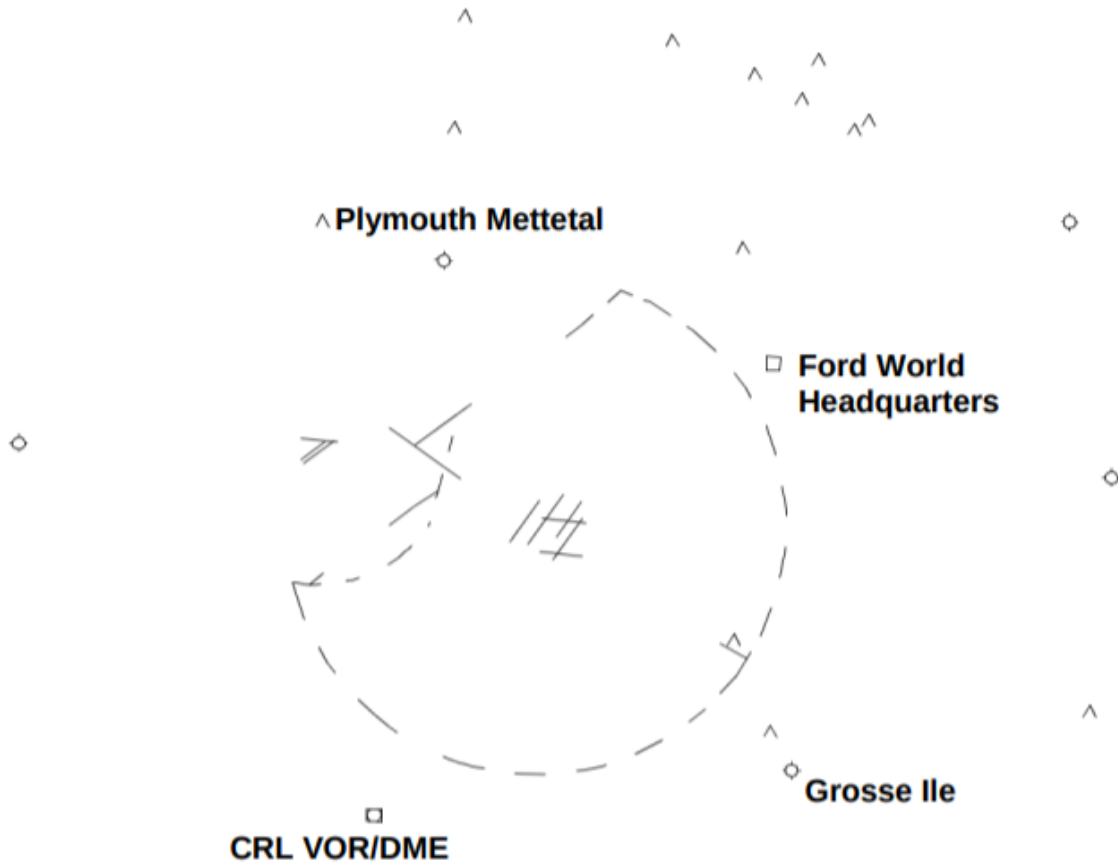 Plymouth Mettetal
Ford World
Headquarters
Grosse Ile
CRL VOR/DME